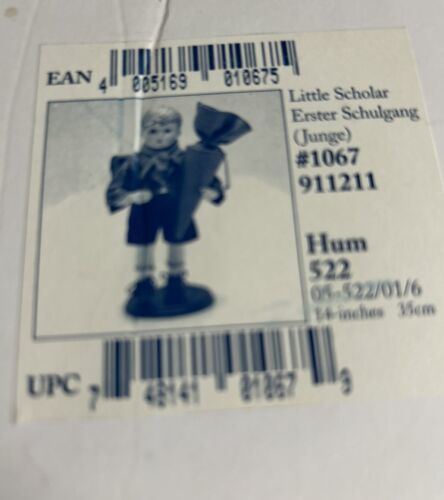 EAN 4 005169 010675
Little Scholar
Erster Schulgang
(Junge)
#1067
911211
Hum
522
05-522/01/6
14-inches 35cm
UPC 7 48141 01067 9